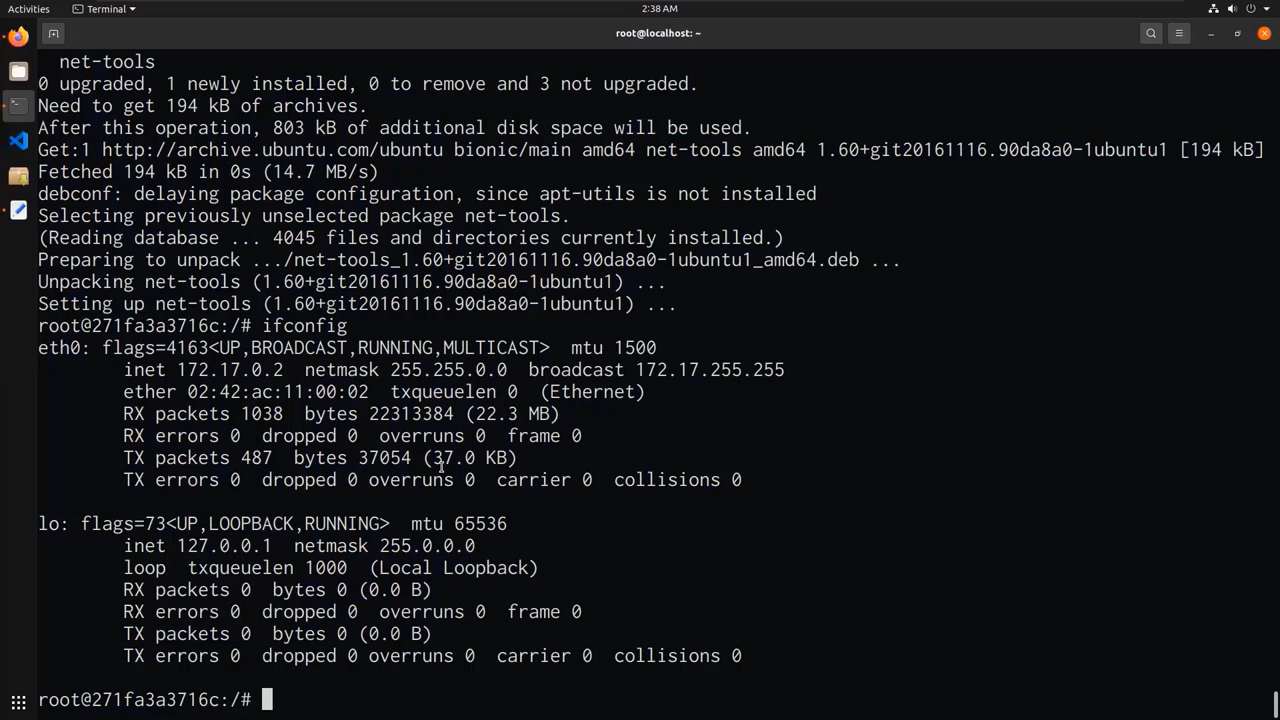 Activities
Terminal
2:38 AM
root@localhost: ~
net-tools
0 upgraded, 1 newly installed, 0 to remove and 3 not upgraded.
Need to get 194 kB of archives.
After this operation, 803 kB of additional disk space will be used.
Get:1 http://archive.ubuntu.com/ubuntu bionic/main amd64 net-tools amd64 1.60+git20161116.90da8a0-1ubuntu1 [194 kB]
Fetched 194 kB in 0s (14.7 MB/s)
debconf: delaying package configuration, since apt-utils is not installed
Selecting previously unselected package net-tools.
(Reading database ... 4045 files and directories currently installed.)
Preparing to unpack .../net-tools_1.60+git20161116.90da8a0-1ubuntu1_amd64.deb ...
Unpacking net-tools (1.60+git20161116.90da8a0-1ubuntu1) ...
Setting up net-tools (1.60+git20161116.90da8a0-1ubuntu1) ...
root@271fa3a3716c:/# ifconfig
eth0: flags=4163<UP,BROADCAST,RUNNING,MULTICAST>  mtu 1500
inet 172.17.0.2  netmask 255.255.0.0  broadcast 172.17.255.255
ether 02:42:ac:11:00:02  txqueuelen 0  (Ethernet)
RX packets 1038  bytes 22313384 (22.3 MB)
RX errors 0  dropped 0  overruns 0  frame 0
TX packets 487  bytes 37054 (37.0 KB)
TX errors 0  dropped 0 overruns 0  carrier 0  collisions 0
lo: flags=73<UP,LOOPBACK,RUNNING>  mtu 65536
inet 127.0.0.1  netmask 255.0.0.0
loop  txqueuelen 1000  (Local Loopback)
RX packets 0  bytes 0 (0.0 B)
RX errors 0  dropped 0  overruns 0  frame 0
TX packets 0  bytes 0 (0.0 B)
TX errors 0  dropped 0 overruns 0  carrier 0  collisions 0
root@271fa3a3716c:/#